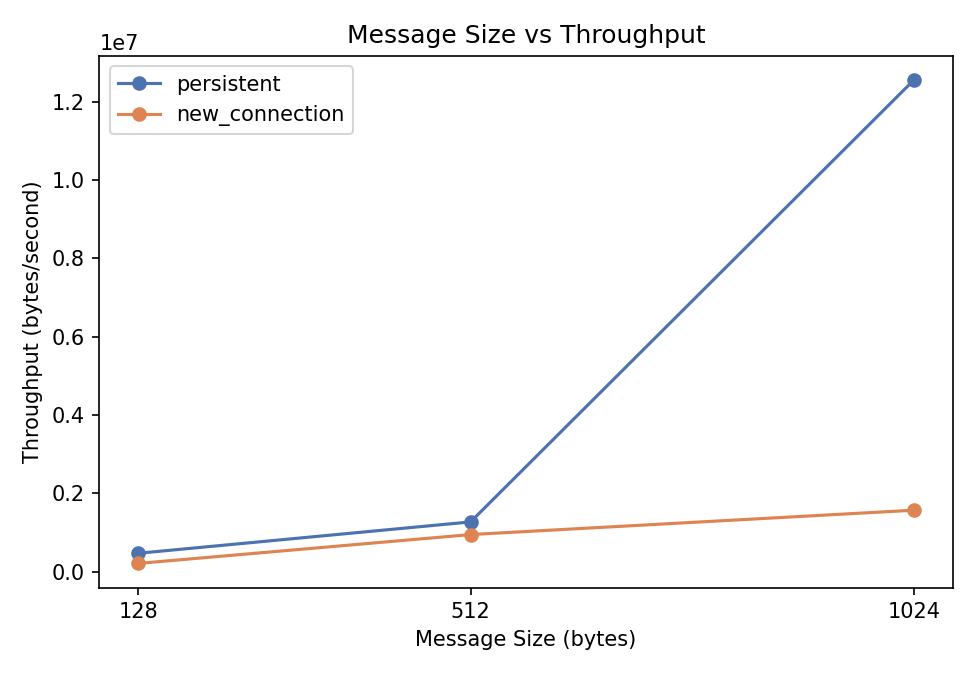 Message Size vs Throughput
1e7
persistent
new_connection
1.2
1.0
0.8
0.6
0.4
0.2
0.0
Throughput (bytes/second)
128 512 1024
Message Size (bytes)